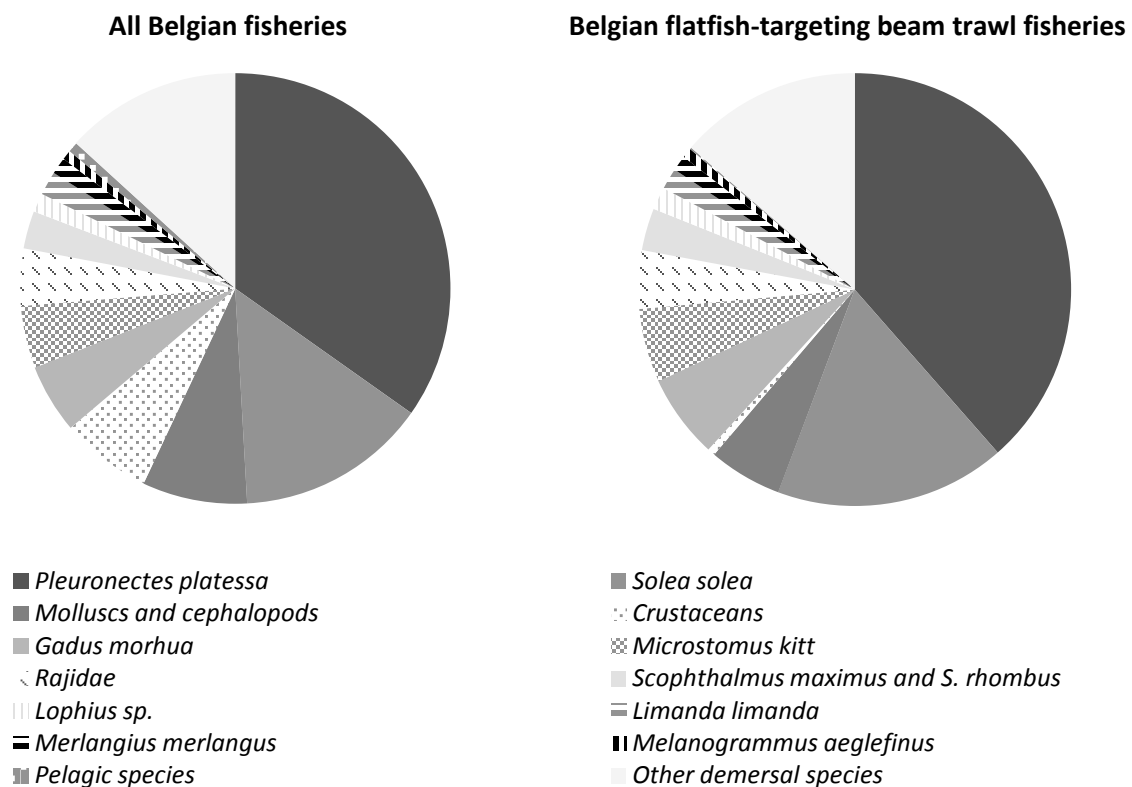 All Belgian fisheries
Belgian flatfish-targeting beam trawl fisheries
Pleuronectes platessa
Solea solea
Molluscs and cephalopods
Crustaceans
Gadus morhua
Microstomus kitt
Rajidae
Scophthalmus maximus and S. rhombus
Lophius sp.
Limanda limanda
Merlangius merlangus
Melanogrammus aeglefinus
Pelagic species
Other demersal species